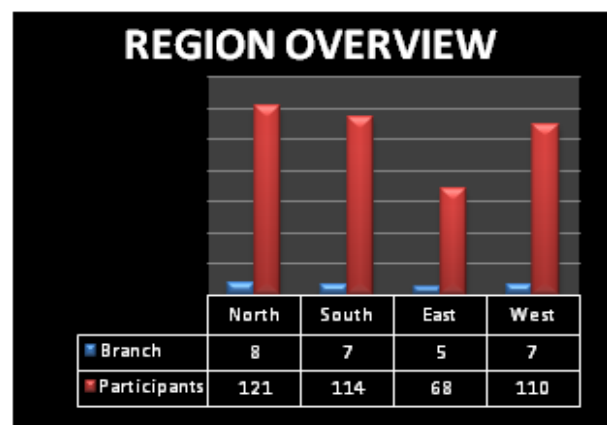 REGION OVERVIEW
North South East West
Branch 8 7 5 7
Participants 121 114 68 110